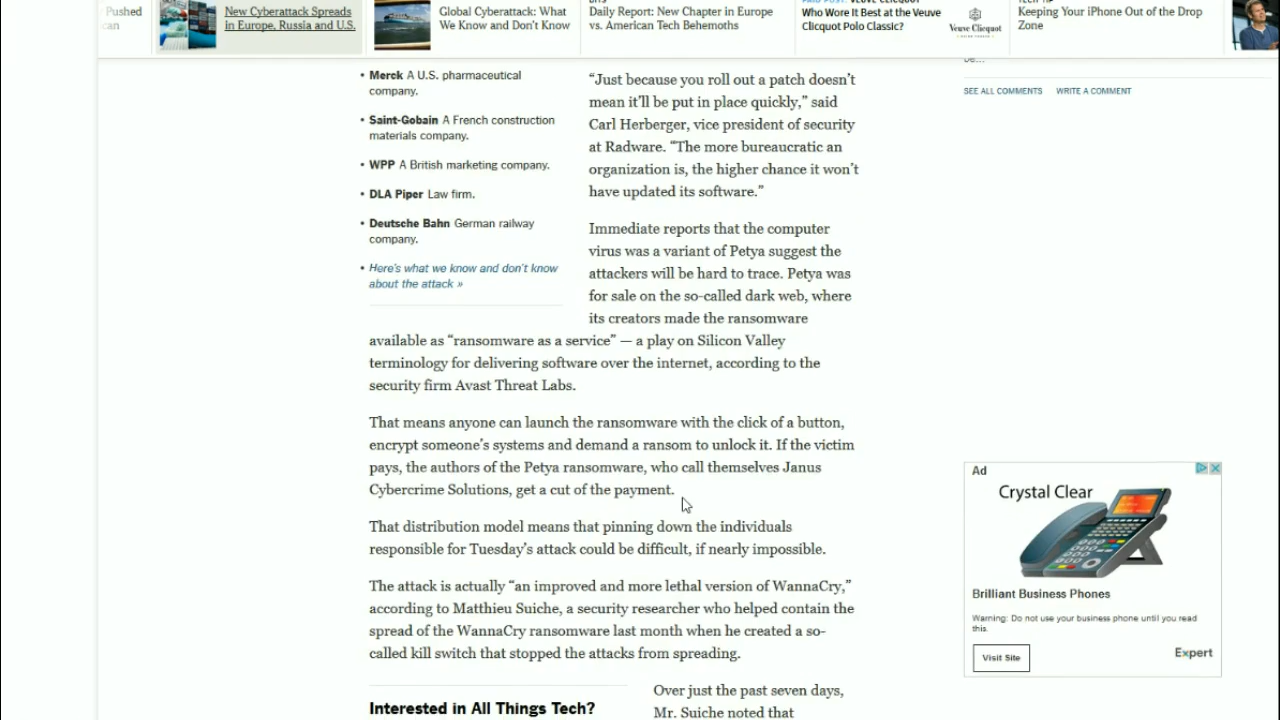 Pushed
can
New Cyberattack Spreads
in Europe, Russia and U.S.
Global Cyberattack: What
We Know and Don't Know
BITS
Daily Report: New Chapter in Europe
vs. American Tech Behemoths
PAID POST: VEUVE CLICQUOT
Who Wore It Best at the Veuve
Clicquot Polo Classic?
Veuve Clicquot
TECH TIP
Keeping Your iPhone Out of the Drop
Zone
• Merck A U.S. pharmaceutical
company.
• Saint-Gobain A French construction
materials company.
• WPP A British marketing company.
• DLA Piper Law firm.
• Deutsche Bahn German railway
company.
• Here's what we know and don't know
about the attack »
“Just because you roll out a patch doesn’t
mean it’ll be put in place quickly,” said
Carl Herberger, vice president of security
at Radware. “The more bureaucratic an
organization is, the higher chance it won’t
have updated its software.”
Immediate reports that the computer
virus was a variant of Petya suggest the
attackers will be hard to trace. Petya was
for sale on the so-called dark web, where
its creators made the ransomware
available as “ransomware as a service” — a play on Silicon Valley
terminology for delivering software over the internet, according to the
security firm Avast Threat Labs.
That means anyone can launch the ransomware with the click of a button,
encrypt someone’s systems and demand a ransom to unlock it. If the victim
pays, the authors of the Petya ransomware, who call themselves Janus
Cybercrime Solutions, get a cut of the payment.
That distribution model means that pinning down the individuals
responsible for Tuesday’s attack could be difficult, if nearly impossible.
The attack is actually “an improved and more lethal version of WannaCry,”
according to Matthieu Suiche, a security researcher who helped contain the
spread of the WannaCry ransomware last month when he created a so-
called kill switch that stopped the attacks from spreading.
Interested in All Things Tech?
Over just the past seven days,
Mr. Suiche noted that
SEE ALL COMMENTS WRITE A COMMENT
Ad
Crystal Clear
Brilliant Business Phones
Warning: Do not use your business phone until you read
this.
Visit Site
Expert